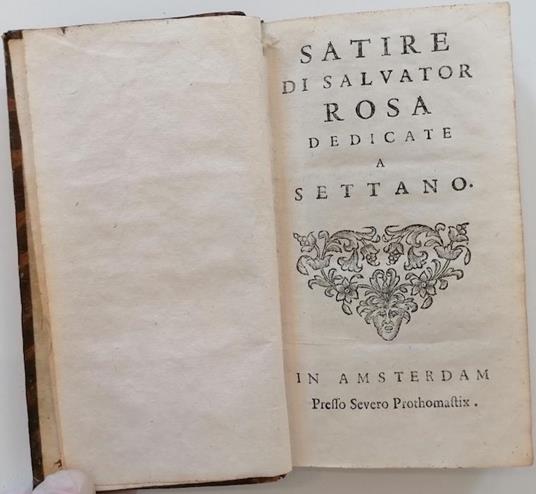 SATIRE
DI SALVATOR
ROSA
DEDICATE
A
SETTANO.
IN AMSTERDAM
Preſſo Severo Prothomaſtix.